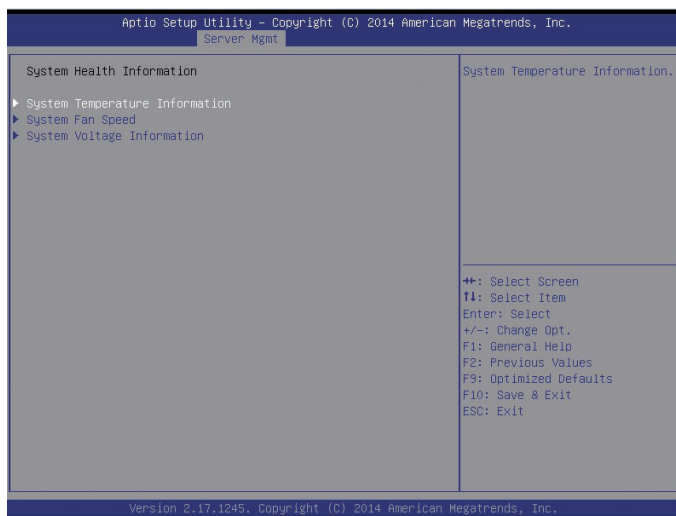 Aptio Setup Utility – Copyright (C) 2014 American Megatrends, Inc.
Server Mgmt
System Health Information
System Temperature Information
System Fan Speed
System Voltage Information
System Temperature Information.
→←: Select Screen
↑↓: Select Item
Enter: Select
+/-: Change Opt.
F1: General Help
F2: Previous Values
F9: Optimized Defaults
F10: Save & Exit
ESC: Exit
Version 2.17.1245. Copyright (C) 2014 American Megatrends, Inc.